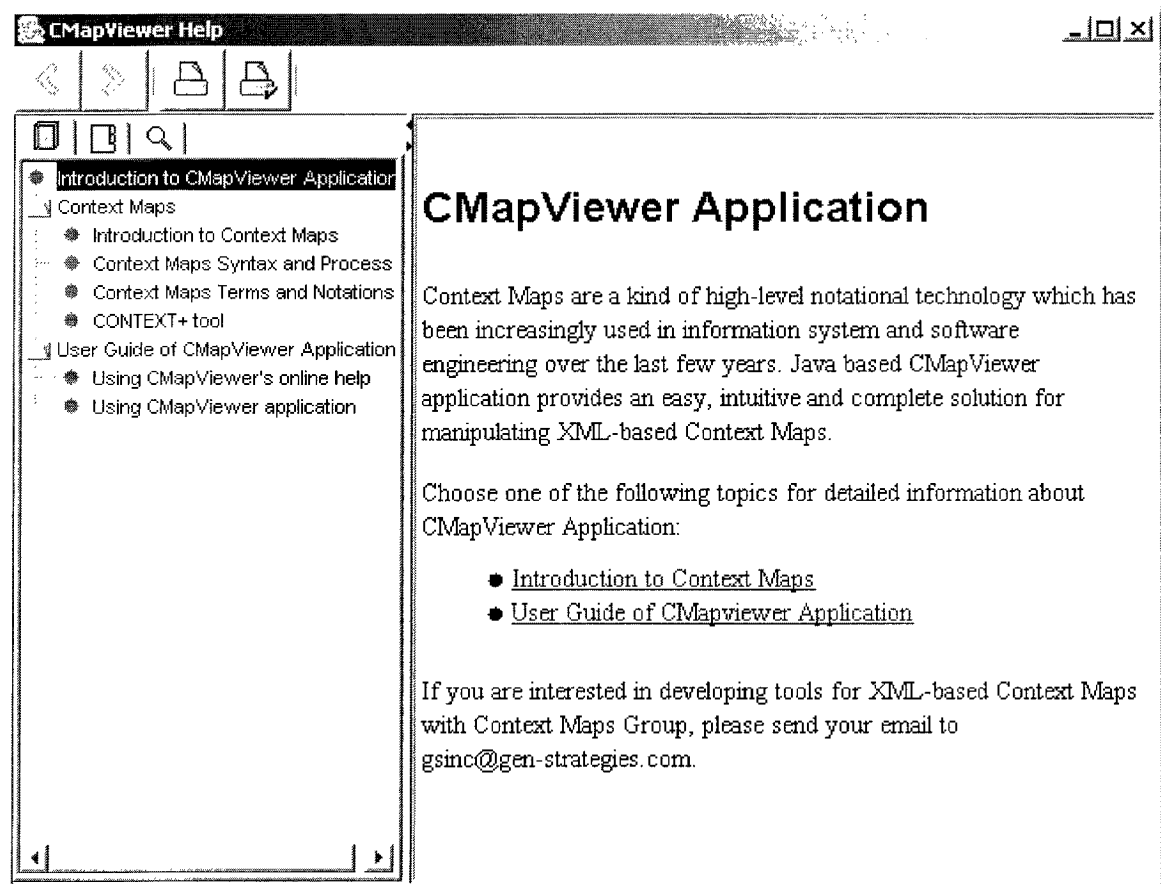 CMapViewer Help
Introduction to CMapViewer Application
Context Maps
Introduction to Context Maps
Context Maps Syntax and Process
Context Maps Terms and Notations
CONTEXT+ tool
User Guide of CMapViewer Application
Using CMapViewer's online help
Using CMapViewer application
CMapViewer Application
Context Maps are a kind of high-level notational technology which has
been increasingly used in information system and software
engineering over the last few years. Java based CMapViewer
application provides an easy, intuitive and complete solution for
manipulating XML-based Context Maps.
Choose one of the following topics for detailed information about
CMapViewer Application:
Introduction to Context Maps
User Guide of CMapviewer Application
If you are interested in developing tools for XML-based Context Maps
with Context Maps Group, please send your email to
gsinc@gen-strategies.com.